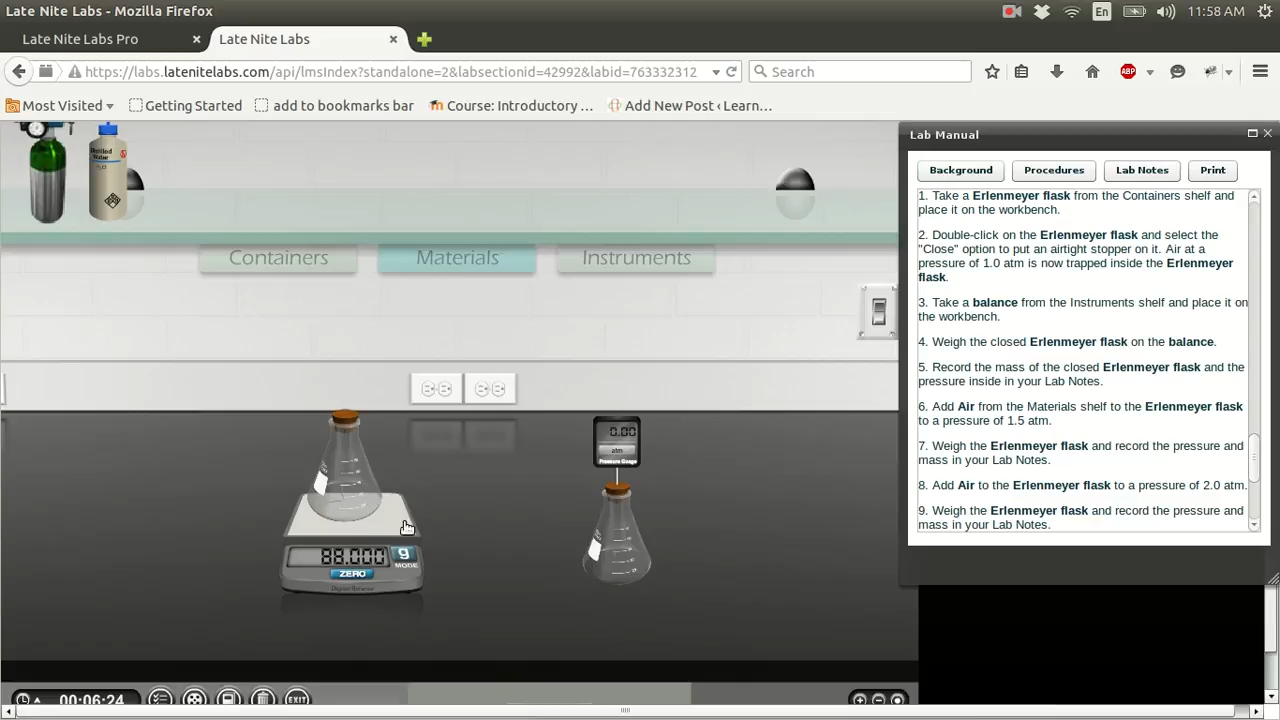 Late Nite Labs - Mozilla Firefox
En
11:58 AM
Late Nite Labs Pro
Late Nite Labs
https://labs.latenitelabs.com/api/lmsIndex?standalone=2&labsectionid=42992&labid=763332312
Search
ABP
Most Visited
Getting Started
add to bookmarks bar
Course: Introductory ...
Add New Post ‹ Learn...
Lab Manual
Background
Procedures
Lab Notes
Print
1. Take a Erlenmeyer flask from the Containers shelf and
place it on the workbench.
2. Double-click on the Erlenmeyer flask and select the
"Close" option to put an airtight stopper on it. Air at a
pressure of 1.0 atm is now trapped inside the Erlenmeyer
flask.
3. Take a balance from the Instruments shelf and place it on
the workbench.
4. Weigh the closed Erlenmeyer flask on the balance.
5. Record the mass of the closed Erlenmeyer flask and the
pressure inside in your Lab Notes.
6. Add Air from the Materials shelf to the Erlenmeyer flask
to a pressure of 1.5 atm.
7. Weigh the Erlenmeyer flask and record the pressure and
mass in your Lab Notes.
8. Add Air to the Erlenmeyer flask to a pressure of 2.0 atm.
9. Weigh the Erlenmeyer flask and record the pressure and
mass in your Lab Notes.
Distilled
Water
Containers
Materials
Instruments
0.00
atm
Pressure Gauge
88.000
g
MODE
ZERO
Digital Balance
00:06:24
EXIT